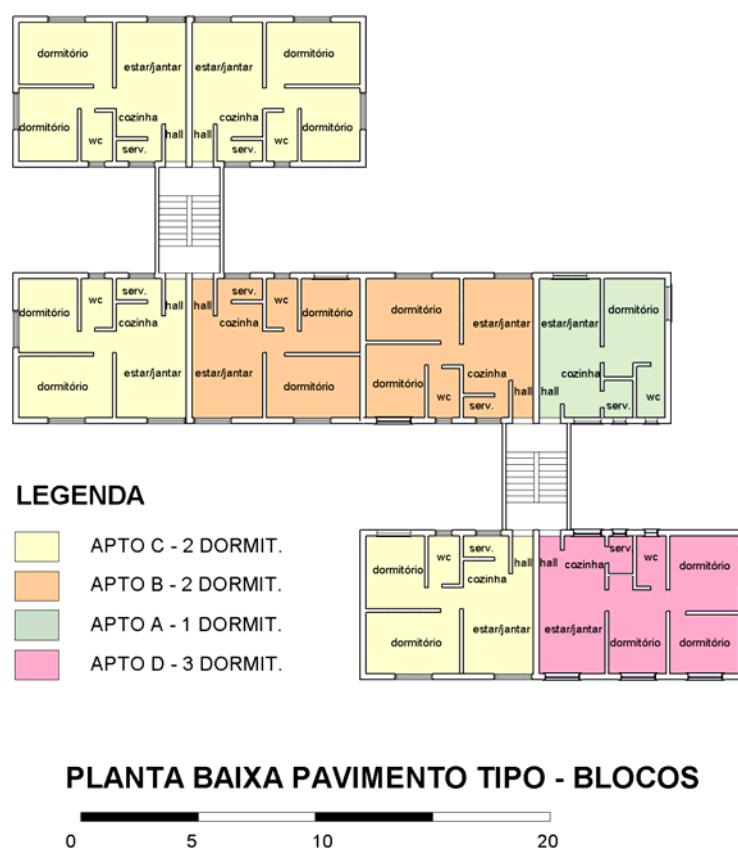 dormitório estar/jantar estar/jantar dormitório
dormitório wc cozinha serv. hall hall cozinha serv. wc dormitório
dormitório wc serv. cozinha hall hall serv. cozinha wc dormitório dormitório estar/jantar estar/jantar dormitório
dormitório estar/jantar estar/jantar dormitório dormitório wc cozinha serv. hall hall cozinha serv. wc
LEGENDA
APTO C - 2 DORMIT.
APTO B - 2 DORMIT.
APTO A - 1 DORMIT.
APTO D - 3 DORMIT.
dormitório wc serv. cozinha hall hall cozinha serv. wc dormitório
dormitório estar/jantar estar/jantar dormitório dormitório
PLANTA BAIXA PAVIMENTO TIPO - BLOCOS
0 5 10 20